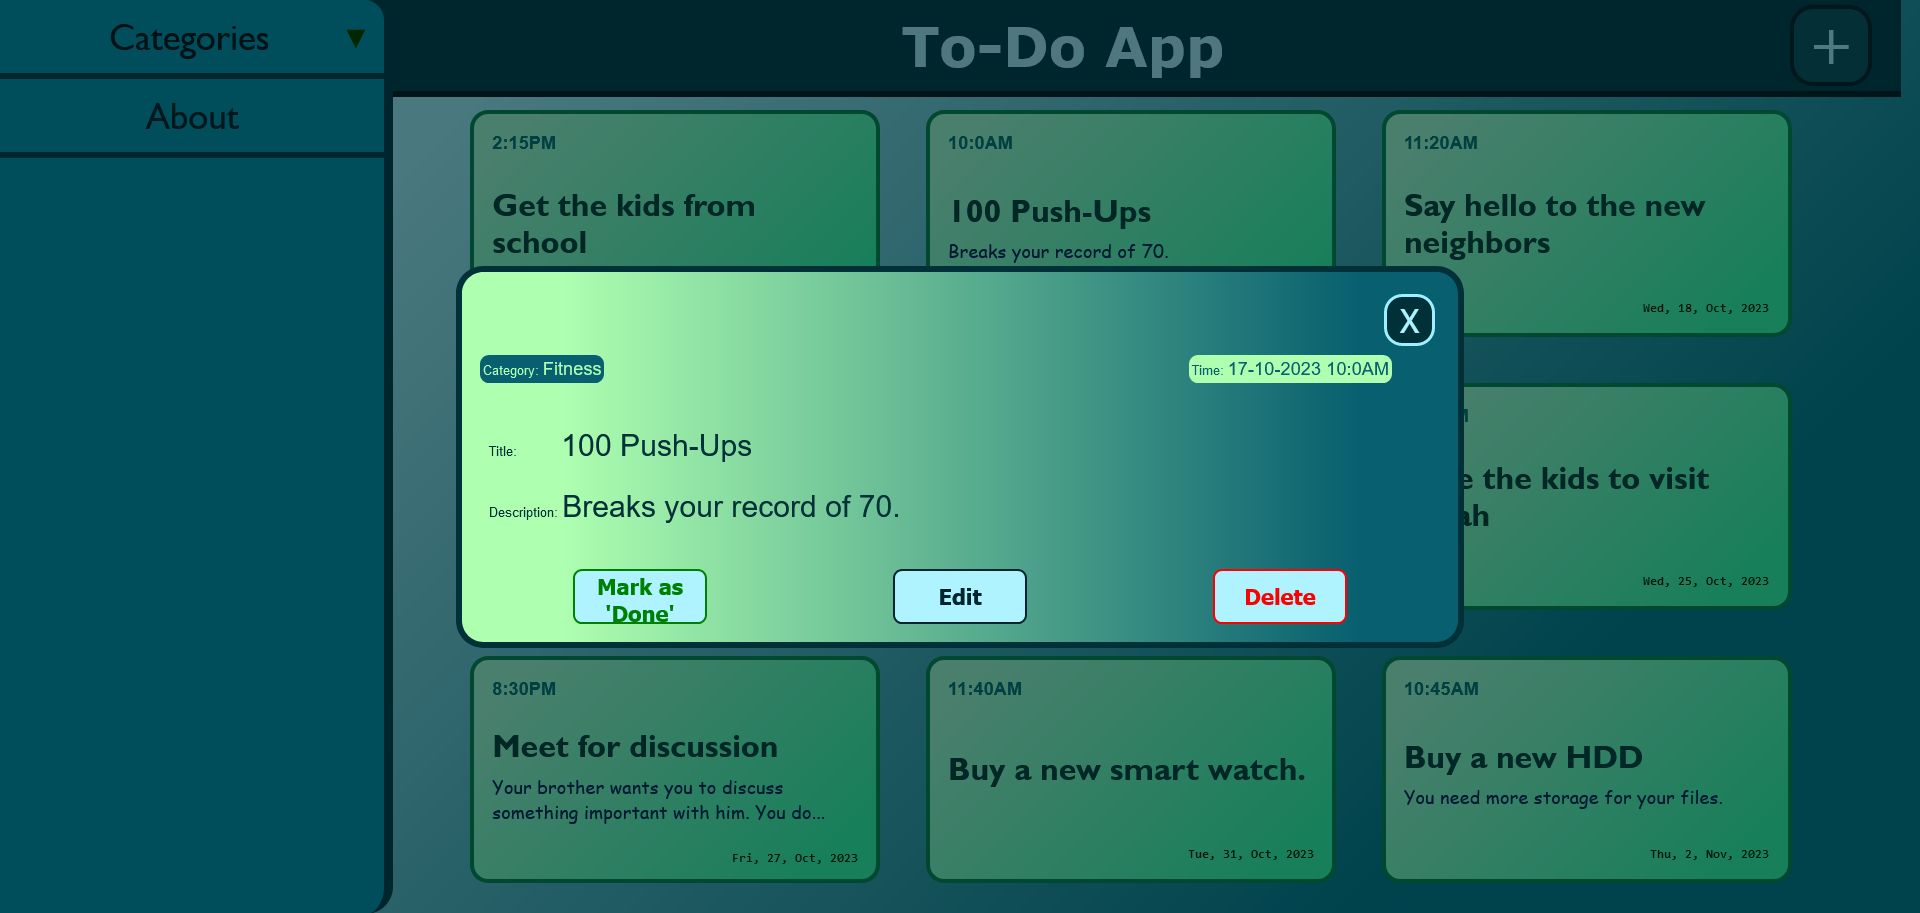 Categories ▼
About
To-Do App
+
2:15PM
Get the kids from
school
10:0AM
100 Push-Ups
Breaks your record of 70.
11:20AM
Say hello to the new
neighbors
Wed, 18, Oct, 2023
X
Category: Fitness
Time: 17-10-2023 10:0AM
Title: 100 Push-Ups
Description: Breaks your record of 70.
Mark as
'Done'
Edit
Delete
the kids to visit
Wed, 25, Oct, 2023
8:30PM
Meet for discussion
Your brother wants you to discuss
something important with him. You do...
Fri, 27, Oct, 2023
11:40AM
Buy a new smart watch.
Tue, 31, Oct, 2023
10:45AM
Buy a new HDD
You need more storage for your files.
Thu, 2, Nov, 2023